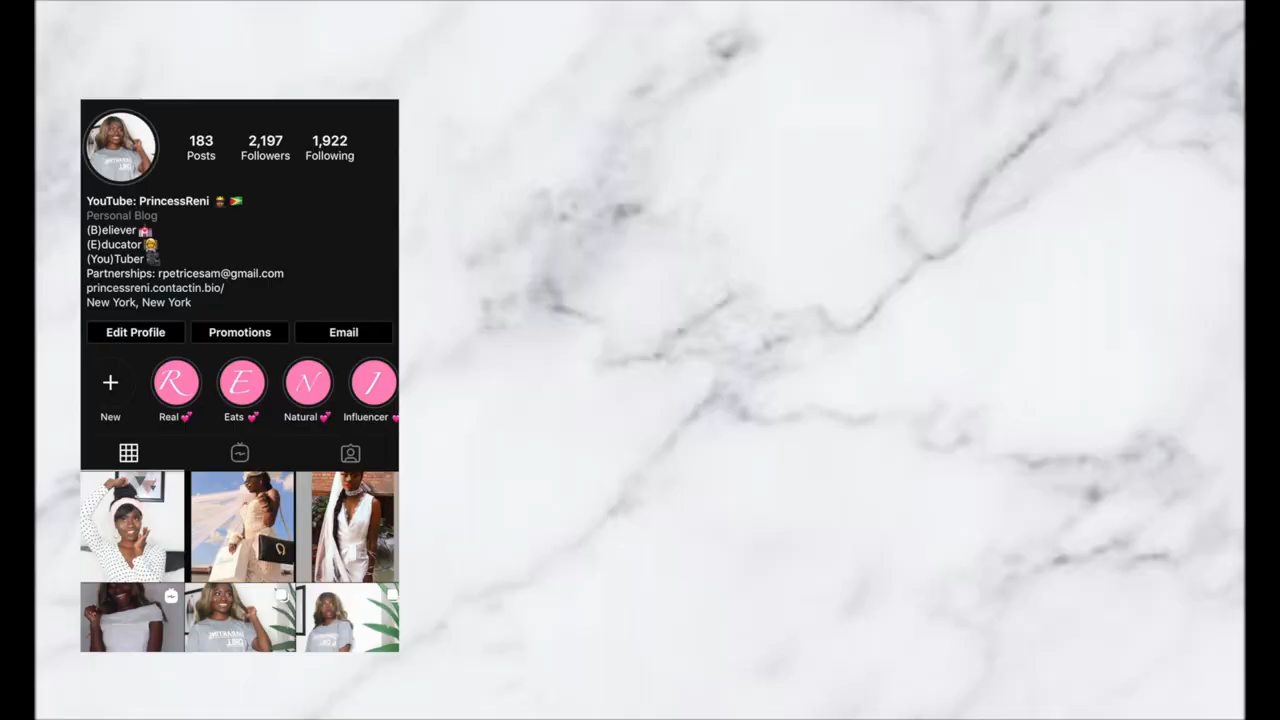 183 2,197 1,922
Posts Followers Following
YouTube: PrincessReni 🤴🏾 🇬🇾
Personal Blog
(B)eliever 💒
(E)ducator
(You)Tuber
Partnerships: rpetricesam@gmail.com
princessreni.contactin.bio/
New York, New York
Edit Profile Promotions Email
+ R E N I
New Real 💕 Eats 💕 Natural 💕 Influencer